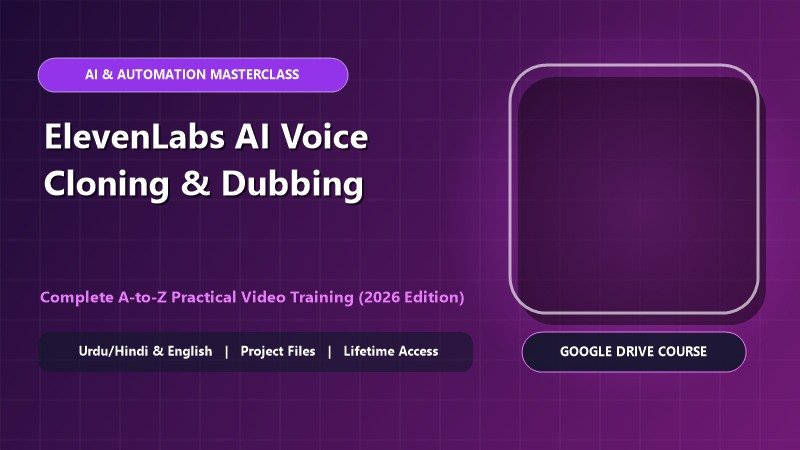 AI & AUTOMATION MASTERCLASS
ElevenLabs AI Voice
Cloning & Dubbing
Complete A-to-Z Practical Video Training (2026 Edition)
Urdu/Hindi & English | Project Files | Lifetime Access
GOOGLE DRIVE COURSE